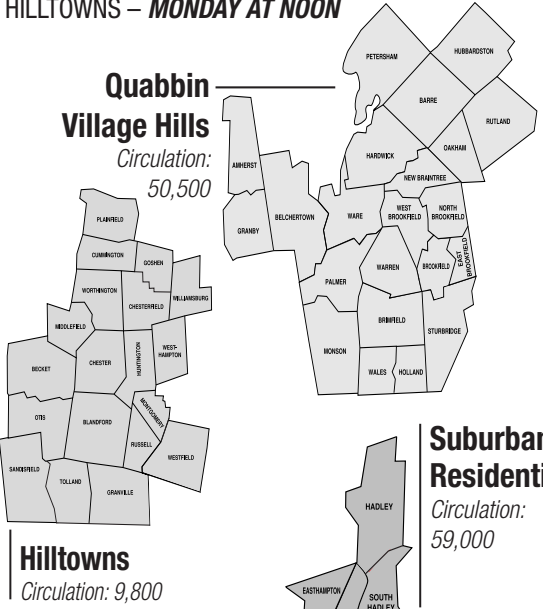 HILLTOWNS – MONDAY AT NOON
Quabbin
Village Hills
Circulation:
50,500
PETERSHAM
HUBBARDSTON
BARRE
RUTLAND
OAKHAM
HARDWICK
NEW BRAINTREE
AMHERST
BELCHERTOWN
GRANBY
WARE
WEST
BROOKFIELD
NORTH
BROOKFIELD
EAST
BROOKFIELD
BROOKFIELD
WARREN
PALMER
BRIMFIELD
STURBRIDGE
MONSON
WALES
HOLLAND
PLAINFIELD
CUMMINGTON
GOSHEN
WORTHINGTON
CHESTERFIELD
WILLIAMSBURG
MIDDLEFIELD
BECKET
CHESTER
HUNTINGTON
WEST-
HAMPTON
OTIS
BLANDFORD
MONTGOMERY
RUSSELL
WESTFIELD
SANDISFIELD
TOLLAND
GRANVILLE
Hilltowns
Circulation: 9,800
Suburban
Residenti
Circulation:
59,000
HADLEY
EASTHAMPTON
SOUTH
HADLEY